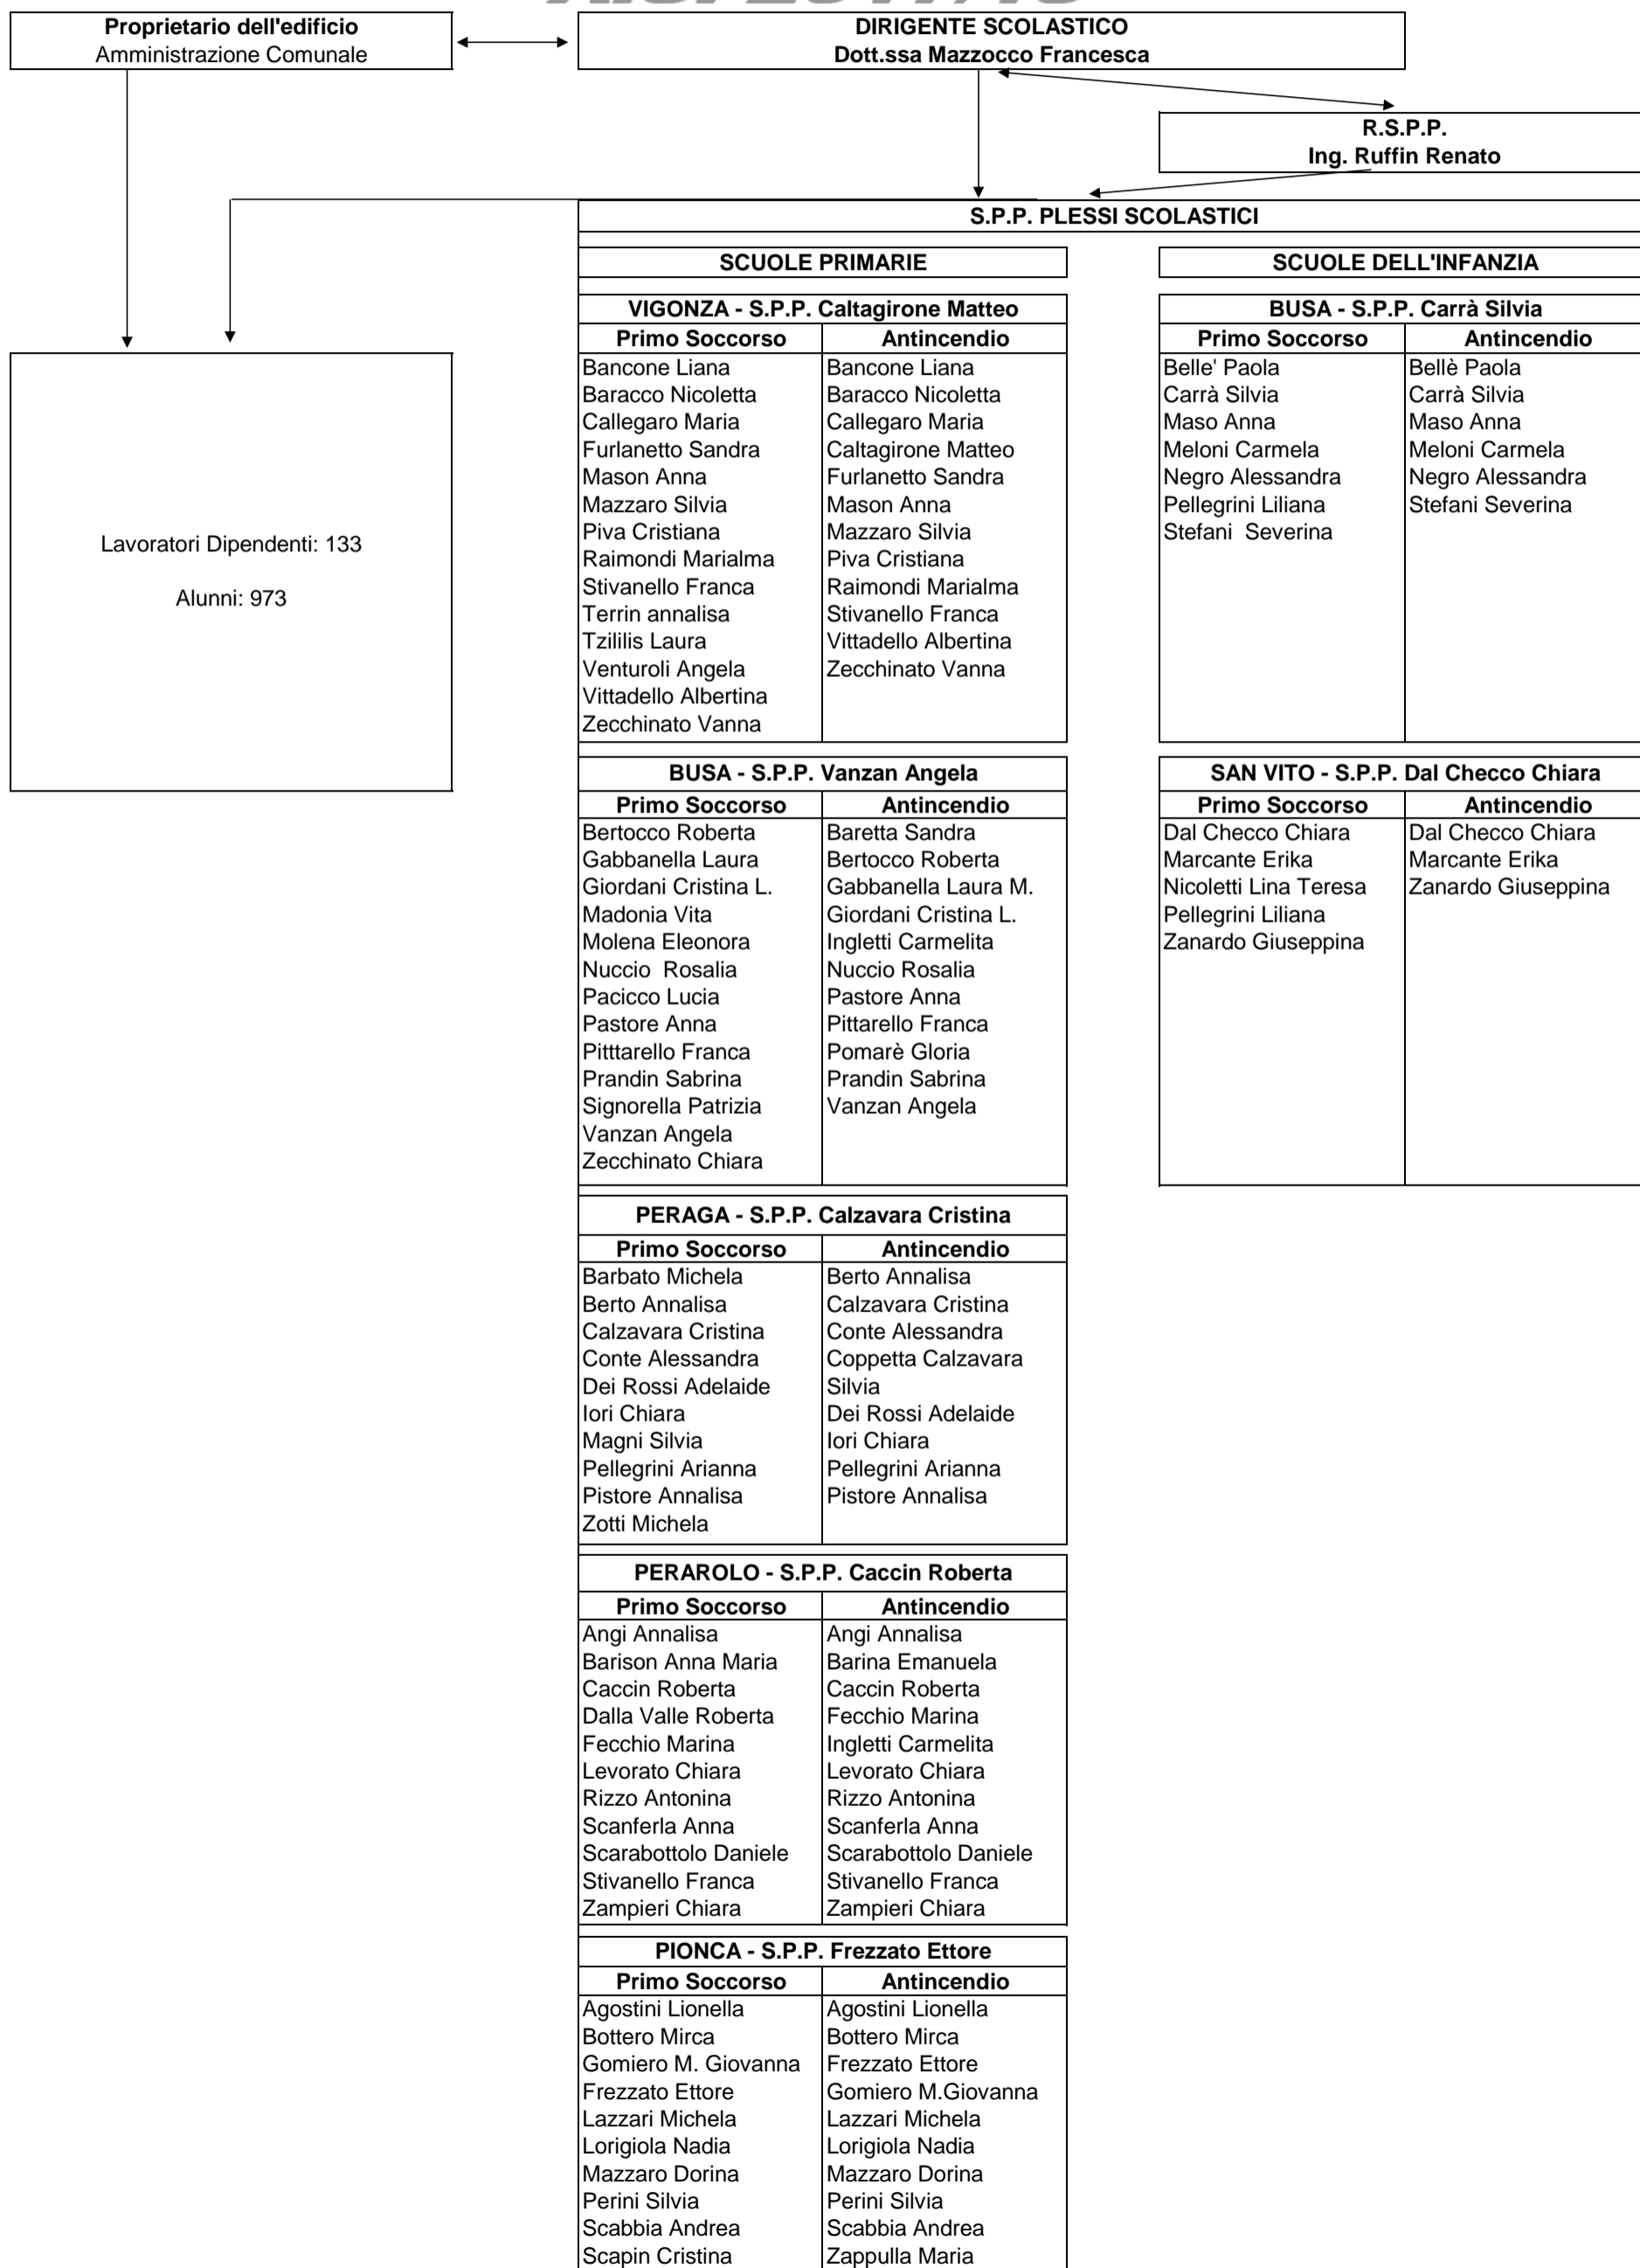 Proprietario dell'edificio
Amministrazione Comunale
DIRIGENTE SCOLASTICO
Dott.ssa Mazzocco Francesca
R.S.P.P.
Ing. Ruffin Renato
S.P.P. PLESSI SCOLASTICI
SCUOLE PRIMARIE
SCUOLE DELL'INFANZIA
Lavoratori Dipendenti: 133
Alunni: 973
VIGONZA - S.P.P. Caltagirone Matteo
Primo Soccorso
Bancone Liana
Baracco Nicoletta
Callegaro Maria
Furlanetto Sandra
Mason Anna
Mazzaro Silvia
Piva Cristiana
Raimondi Marialma
Stivanello Franca
Terrin annalisa
Tzililis Laura
Venturoli Angela
Vittadello Albertina
Zecchinato Vanna
Antincendio
Bancone Liana
Baracco Nicoletta
Callegaro Maria
Caltagirone Matteo
Furlanetto Sandra
Mason Anna
Mazzaro Silvia
Piva Cristiana
Raimondi Marialma
Stivanello Franca
Vittadello Albertina
Zecchinato Vanna
BUSA - S.P.P. Carrà Silvia
Primo Soccorso
Belle' Paola
Carrà Silvia
Maso Anna
Meloni Carmela
Negro Alessandra
Pellegrini Liliana
Stefani  Severina
Antincendio
Bellè Paola
Carrà Silvia
Maso Anna
Meloni Carmela
Negro Alessandra
Stefani Severina
BUSA - S.P.P. Vanzan Angela
Primo Soccorso
Bertocco Roberta
Gabbanella Laura
Giordani Cristina L.
Madonia Vita
Molena Eleonora
Nuccio  Rosalia
Pacicco Lucia
Pastore Anna
Pitttarello Franca
Prandin Sabrina
Signorella Patrizia
Vanzan Angela
Zecchinato Chiara
Antincendio
Baretta Sandra
Bertocco Roberta
Gabbanella Laura M.
Giordani Cristina L.
Ingletti Carmelita
Nuccio Rosalia
Pastore Anna
Pittarello Franca
Pomarè Gloria
Prandin Sabrina
Vanzan Angela
SAN VITO - S.P.P. Dal Checco Chiara
Primo Soccorso
Dal Checco Chiara
Marcante Erika
Nicoletti Lina Teresa
Pellegrini Liliana
Zanardo Giuseppina
Antincendio
Dal Checco Chiara
Marcante Erika
Zanardo Giuseppina
PERAGA - S.P.P. Calzavara Cristina
Primo Soccorso
Barbato Michela
Berto Annalisa
Calzavara Cristina
Conte Alessandra
Dei Rossi Adelaide
Iori Chiara
Magni Silvia
Pellegrini Arianna
Pistore Annalisa
Zotti Michela
Antincendio
Berto Annalisa
Calzavara Cristina
Conte Alessandra
Coppetta Calzavara
Silvia
Dei Rossi Adelaide
Iori Chiara
Pellegrini Arianna
Pistore Annalisa
PERAROLO - S.P.P. Caccin Roberta
Primo Soccorso
Angi Annalisa
Barison Anna Maria
Caccin Roberta
Dalla Valle Roberta
Fecchio Marina
Levorato Chiara
Rizzo Antonina
Scanferla Anna
Scarabottolo Daniele
Stivanello Franca
Zampieri Chiara
Antincendio
Angi Annalisa
Barina Emanuela
Caccin Roberta
Fecchio Marina
Ingletti Carmelita
Levorato Chiara
Rizzo Antonina
Scanferla Anna
Scarabottolo Daniele
Stivanello Franca
Zampieri Chiara
PIONCA - S.P.P. Frezzato Ettore
Primo Soccorso
Agostini Lionella
Bottero Mirca
Gomiero M. Giovanna
Frezzato Ettore
Lazzari Michela
Lorigiola Nadia
Mazzaro Dorina
Perini Silvia
Scabbia Andrea
Scapin Cristina
Antincendio
Agostini Lionella
Bottero Mirca
Frezzato Ettore
Gomiero M.Giovanna
Lazzari Michela
Lorigiola Nadia
Mazzaro Dorina
Perini Silvia
Scabbia Andrea
Zappulla Maria